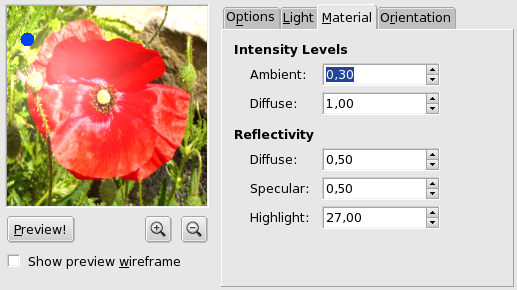 Options Light Material Orientation
Intensity Levels
Ambient: 0,30
Diffuse: 1,00
Reflectivity
Diffuse: 0,50
Specular: 0,50
Highlight: 27,00
Preview!
Show preview wireframe